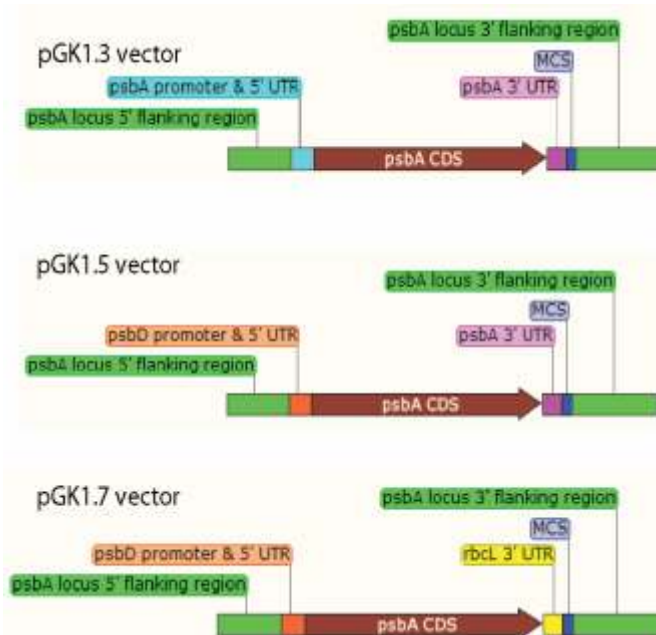 psbA locus 3' flanking region
pGK1.3 vector
MCS
psbA promoter & 5' UTR
psbA 3' UTR
psbA locus 5' flanking region
psbA CDS
pGK1.5 vector
psbA locus 3' flanking region
MCS
psbD promoter & 5' UTR
psbA 3' UTR
psbA locus 5' flanking region
psbA CDS
pGK1.7 vector
psbA locus 3' flanking region
MCS
psbD promoter & 5' UTR
rbcL 3' UTR
psbA locus 5' flanking region
psbA CDS